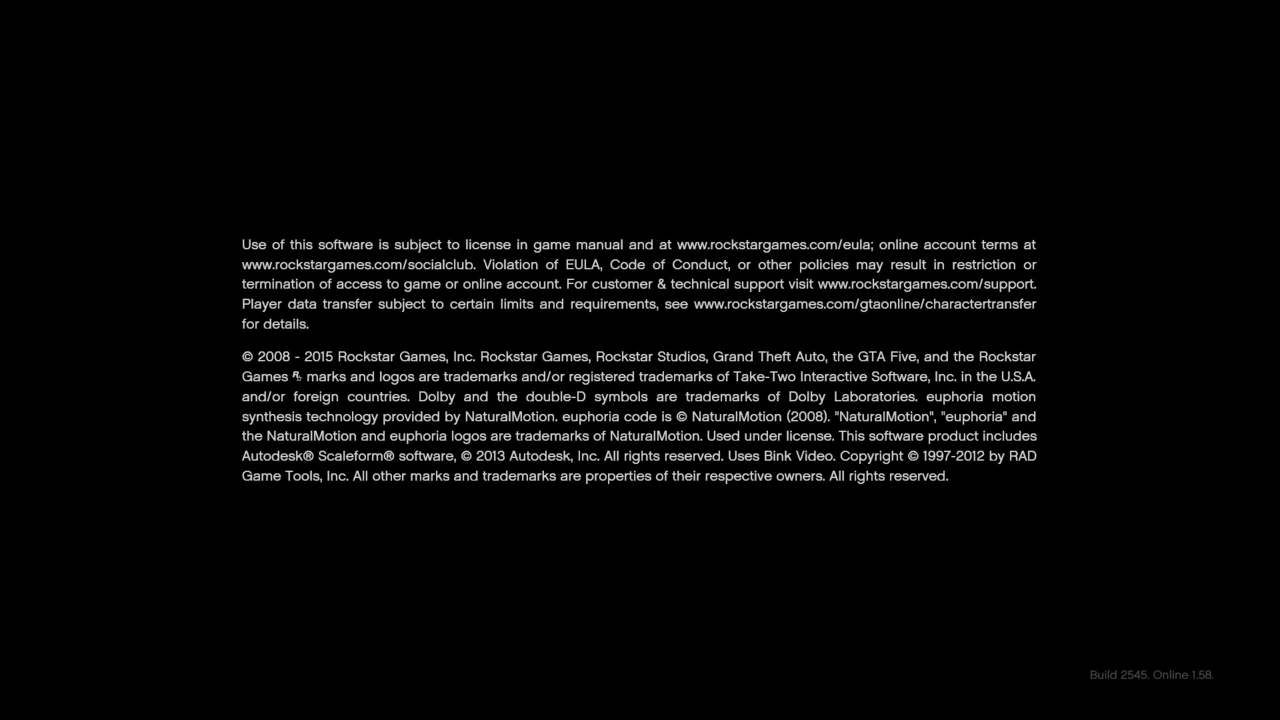 Use of this software is subject to license in game manual and at www.rockstargames.com/eula; online account terms at
www.rockstargames.com/socialclub. Violation of EULA, Code of Conduct, or other policies may result in restriction or
termination of access to game or online account. For customer & technical support visit www.rockstargames.com/support.
Player data transfer subject to certain limits and requirements, see www.rockstargames.com/gtaonline/charactertransfer
for details.
© 2008 - 2015 Rockstar Games, Inc. Rockstar Games, Rockstar Studios, Grand Theft Auto, the GTA Five, and the Rockstar
Games R* marks and logos are trademarks and/or registered trademarks of Take-Two Interactive Software, Inc. in the U.S.A.
and/or foreign countries. Dolby and the double-D symbols are trademarks of Dolby Laboratories. euphoria motion
synthesis technology provided by NaturalMotion. euphoria code is © NaturalMotion (2008). "NaturalMotion", "euphoria" and
the NaturalMotion and euphoria logos are trademarks of NaturalMotion. Used under license. This software product includes
Autodesk® Scaleform® software, © 2013 Autodesk, Inc. All rights reserved. Uses Bink Video. Copyright © 1997-2012 by RAD
Game Tools, Inc. All other marks and trademarks are properties of their respective owners. All rights reserved.
Build 2545. Online 1.58.